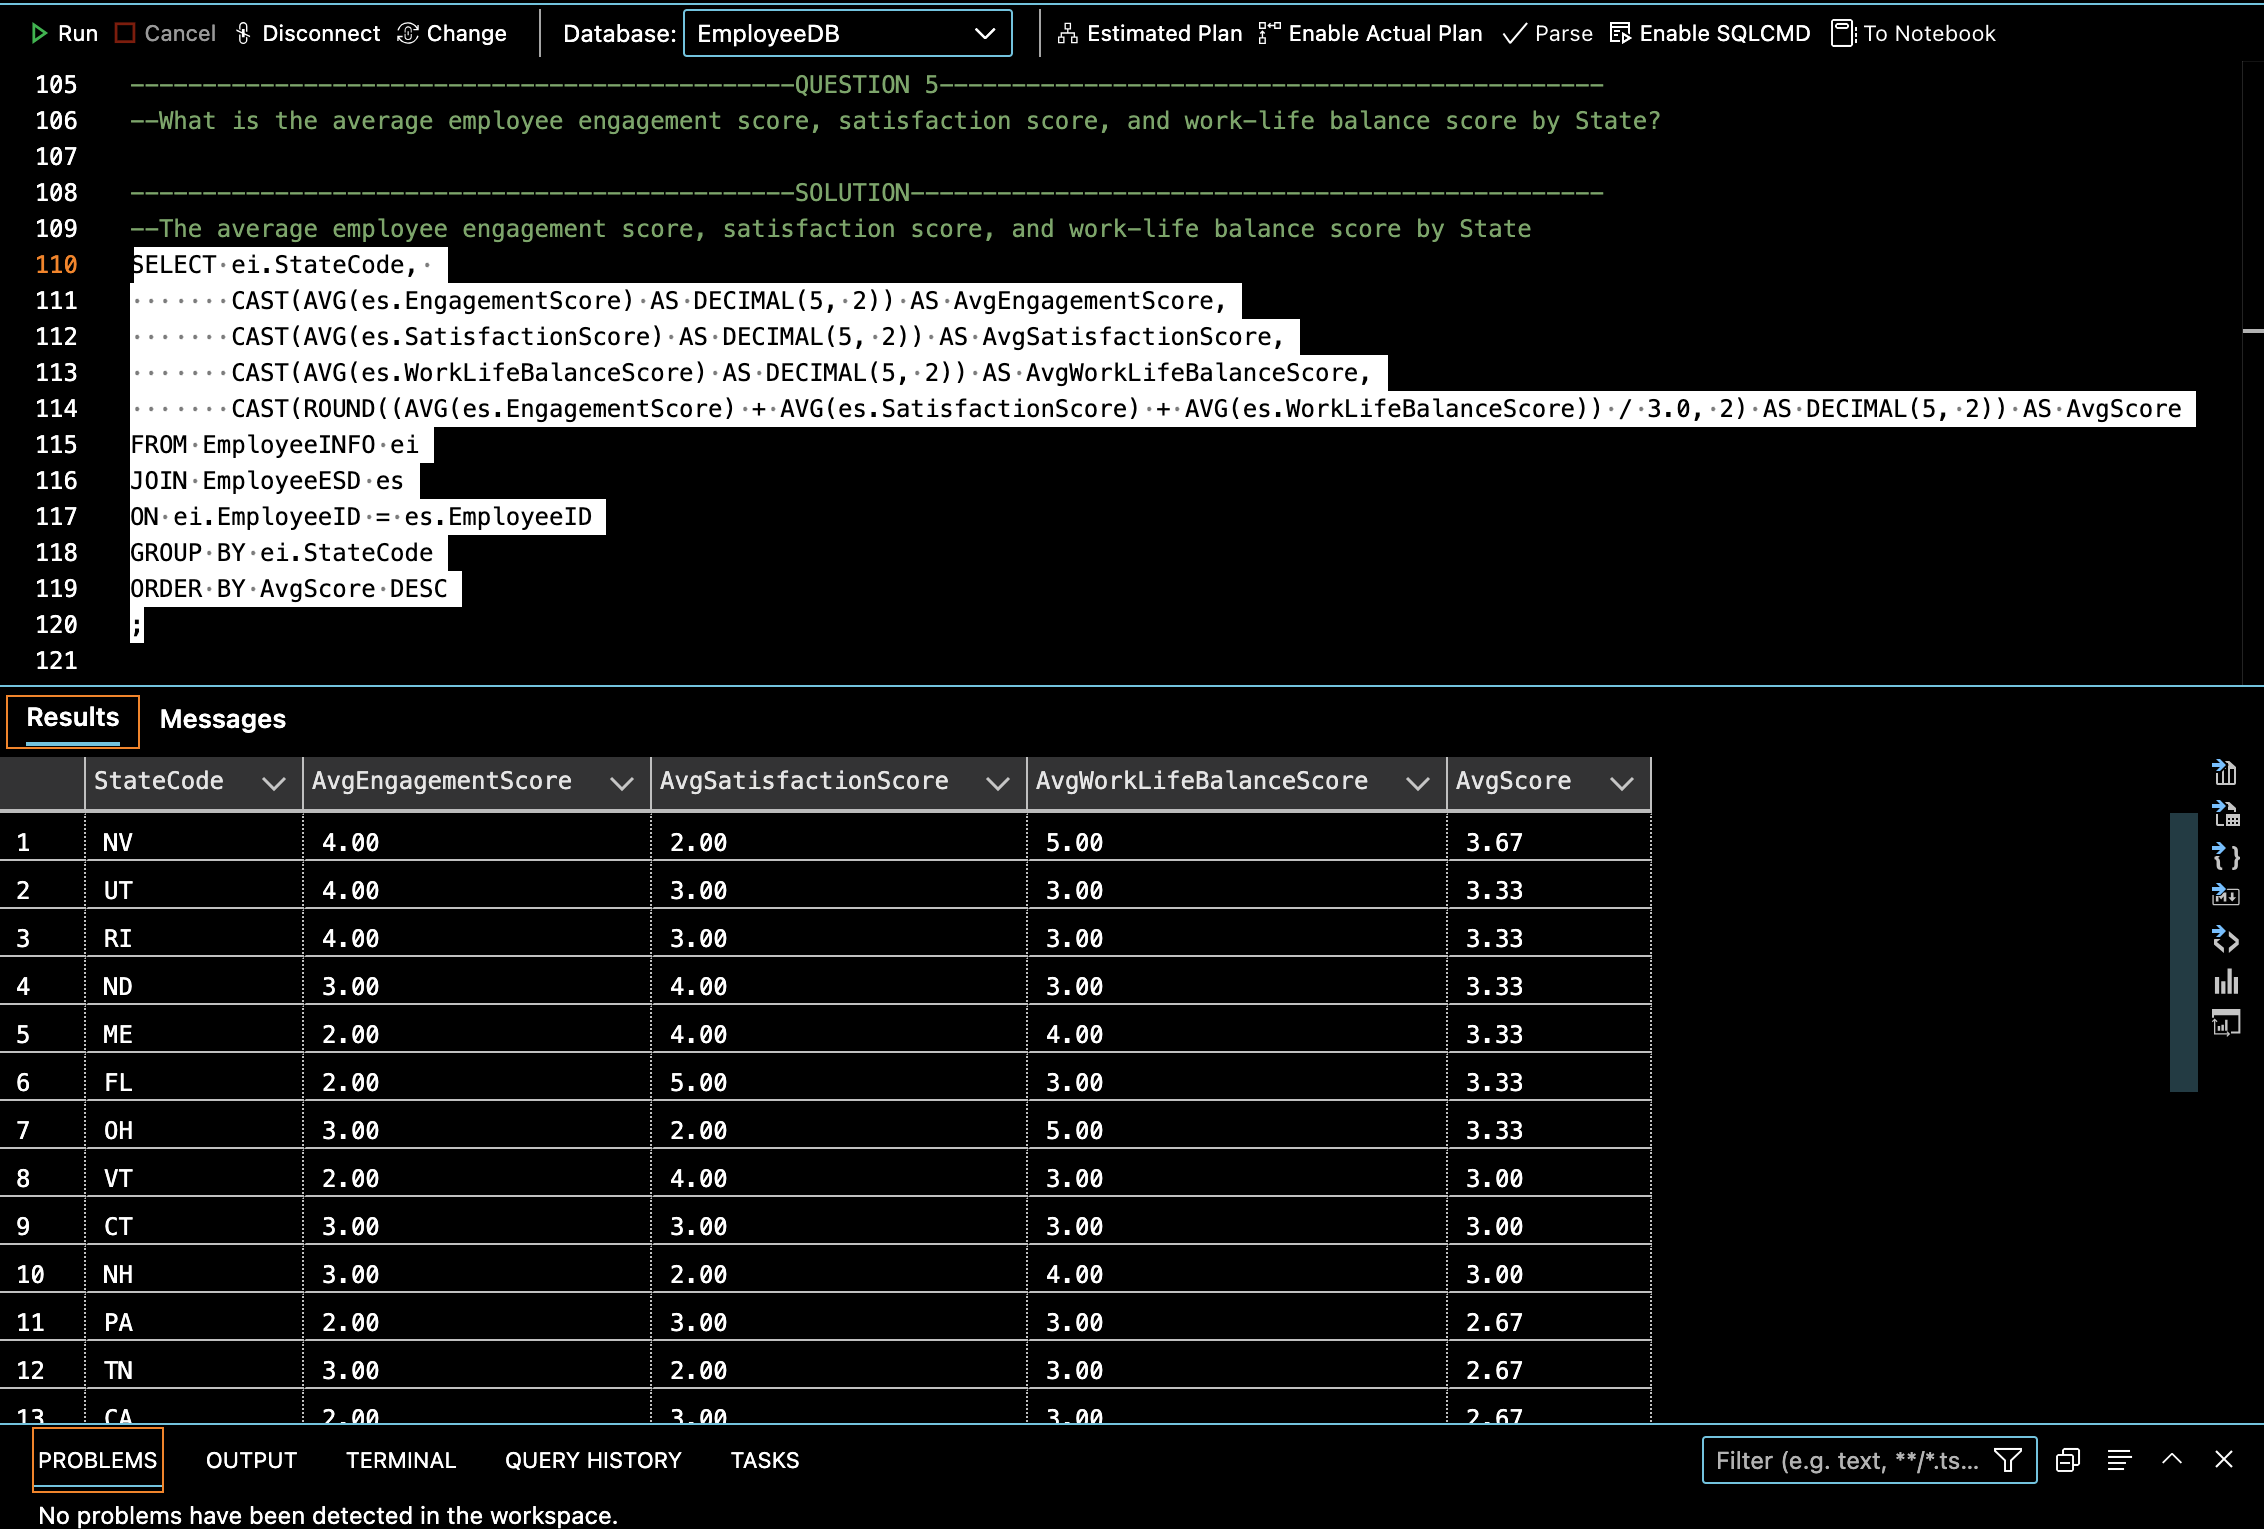 Run Cancel Disconnect Change Database: EmployeeDB Estimated Plan Enable Actual Plan Parse Enable SQLCMD To Notebook
105 ----------------------------------------------QUESTION 5----------------------------------------------
106 --What is the average employee engagement score, satisfaction score, and work-life balance score by State?
107
108 ----------------------------------------------SOLUTION------------------------------------------------
109 --The average employee engagement score, satisfaction score, and work-life balance score by State
110 SELECT ei.StateCode,
111 CAST(AVG(es.EngagementScore) AS DECIMAL(5, 2)) AS AvgEngagementScore,
112 CAST(AVG(es.SatisfactionScore) AS DECIMAL(5, 2)) AS AvgSatisfactionScore,
113 CAST(AVG(es.WorkLifeBalanceScore) AS DECIMAL(5, 2)) AS AvgWorkLifeBalanceScore,
114 CAST(ROUND((AVG(es.EngagementScore) + AVG(es.SatisfactionScore) + AVG(es.WorkLifeBalanceScore)) / 3.0, 2) AS DECIMAL(5, 2)) AS AvgScore
115 FROM EmployeeINFO ei
116 JOIN EmployeeESD es
117 ON ei.EmployeeID = es.EmployeeID
118 GROUP BY ei.StateCode
119 ORDER BY AvgScore DESC
120 ;
121
Results Messages
StateCode AvgEngagementScore AvgSatisfactionScore AvgWorkLifeBalanceScore AvgScore
1 NV 4.00 2.00 5.00 3.67
2 UT 4.00 3.00 3.00 3.33
3 RI 4.00 3.00 3.00 3.33
4 ND 3.00 4.00 3.00 3.33
5 ME 2.00 4.00 4.00 3.33
6 FL 2.00 5.00 3.00 3.33
7 OH 3.00 2.00 5.00 3.33
8 VT 2.00 4.00 3.00 3.00
9 CT 3.00 3.00 3.00 3.00
10 NH 3.00 2.00 4.00 3.00
11 PA 2.00 3.00 3.00 2.67
12 TN 3.00 2.00 3.00 2.67
13 CA 2.00 3.00 3.00 2.67
PROBLEMS OUTPUT TERMINAL QUERY HISTORY TASKS Filter (e.g. text, **/*.ts...
No problems have been detected in the workspace.